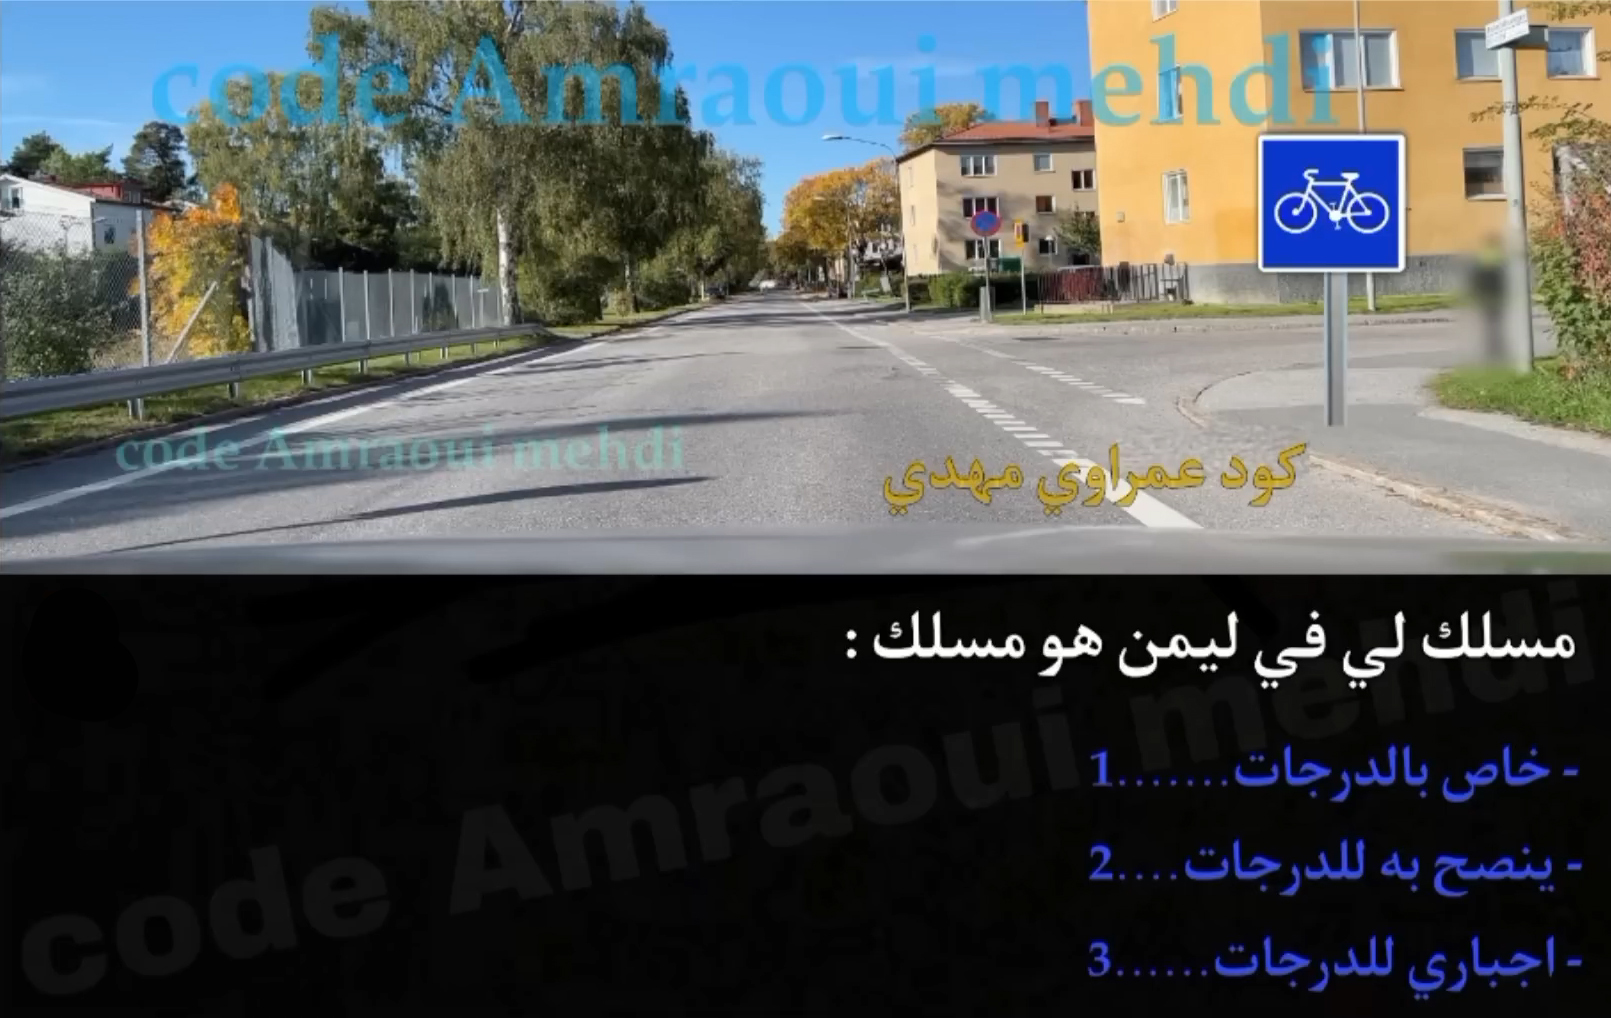 code Amraoui mehdi
code Amraoui mehdi
كود عمراوي مهدي
مسلك لي في ليمن هو مسلك :
- خاص بالدرجات.......1
- ينصح به للدرجات....2
- اجباري للدرجات......3
code Amraoui mehdi